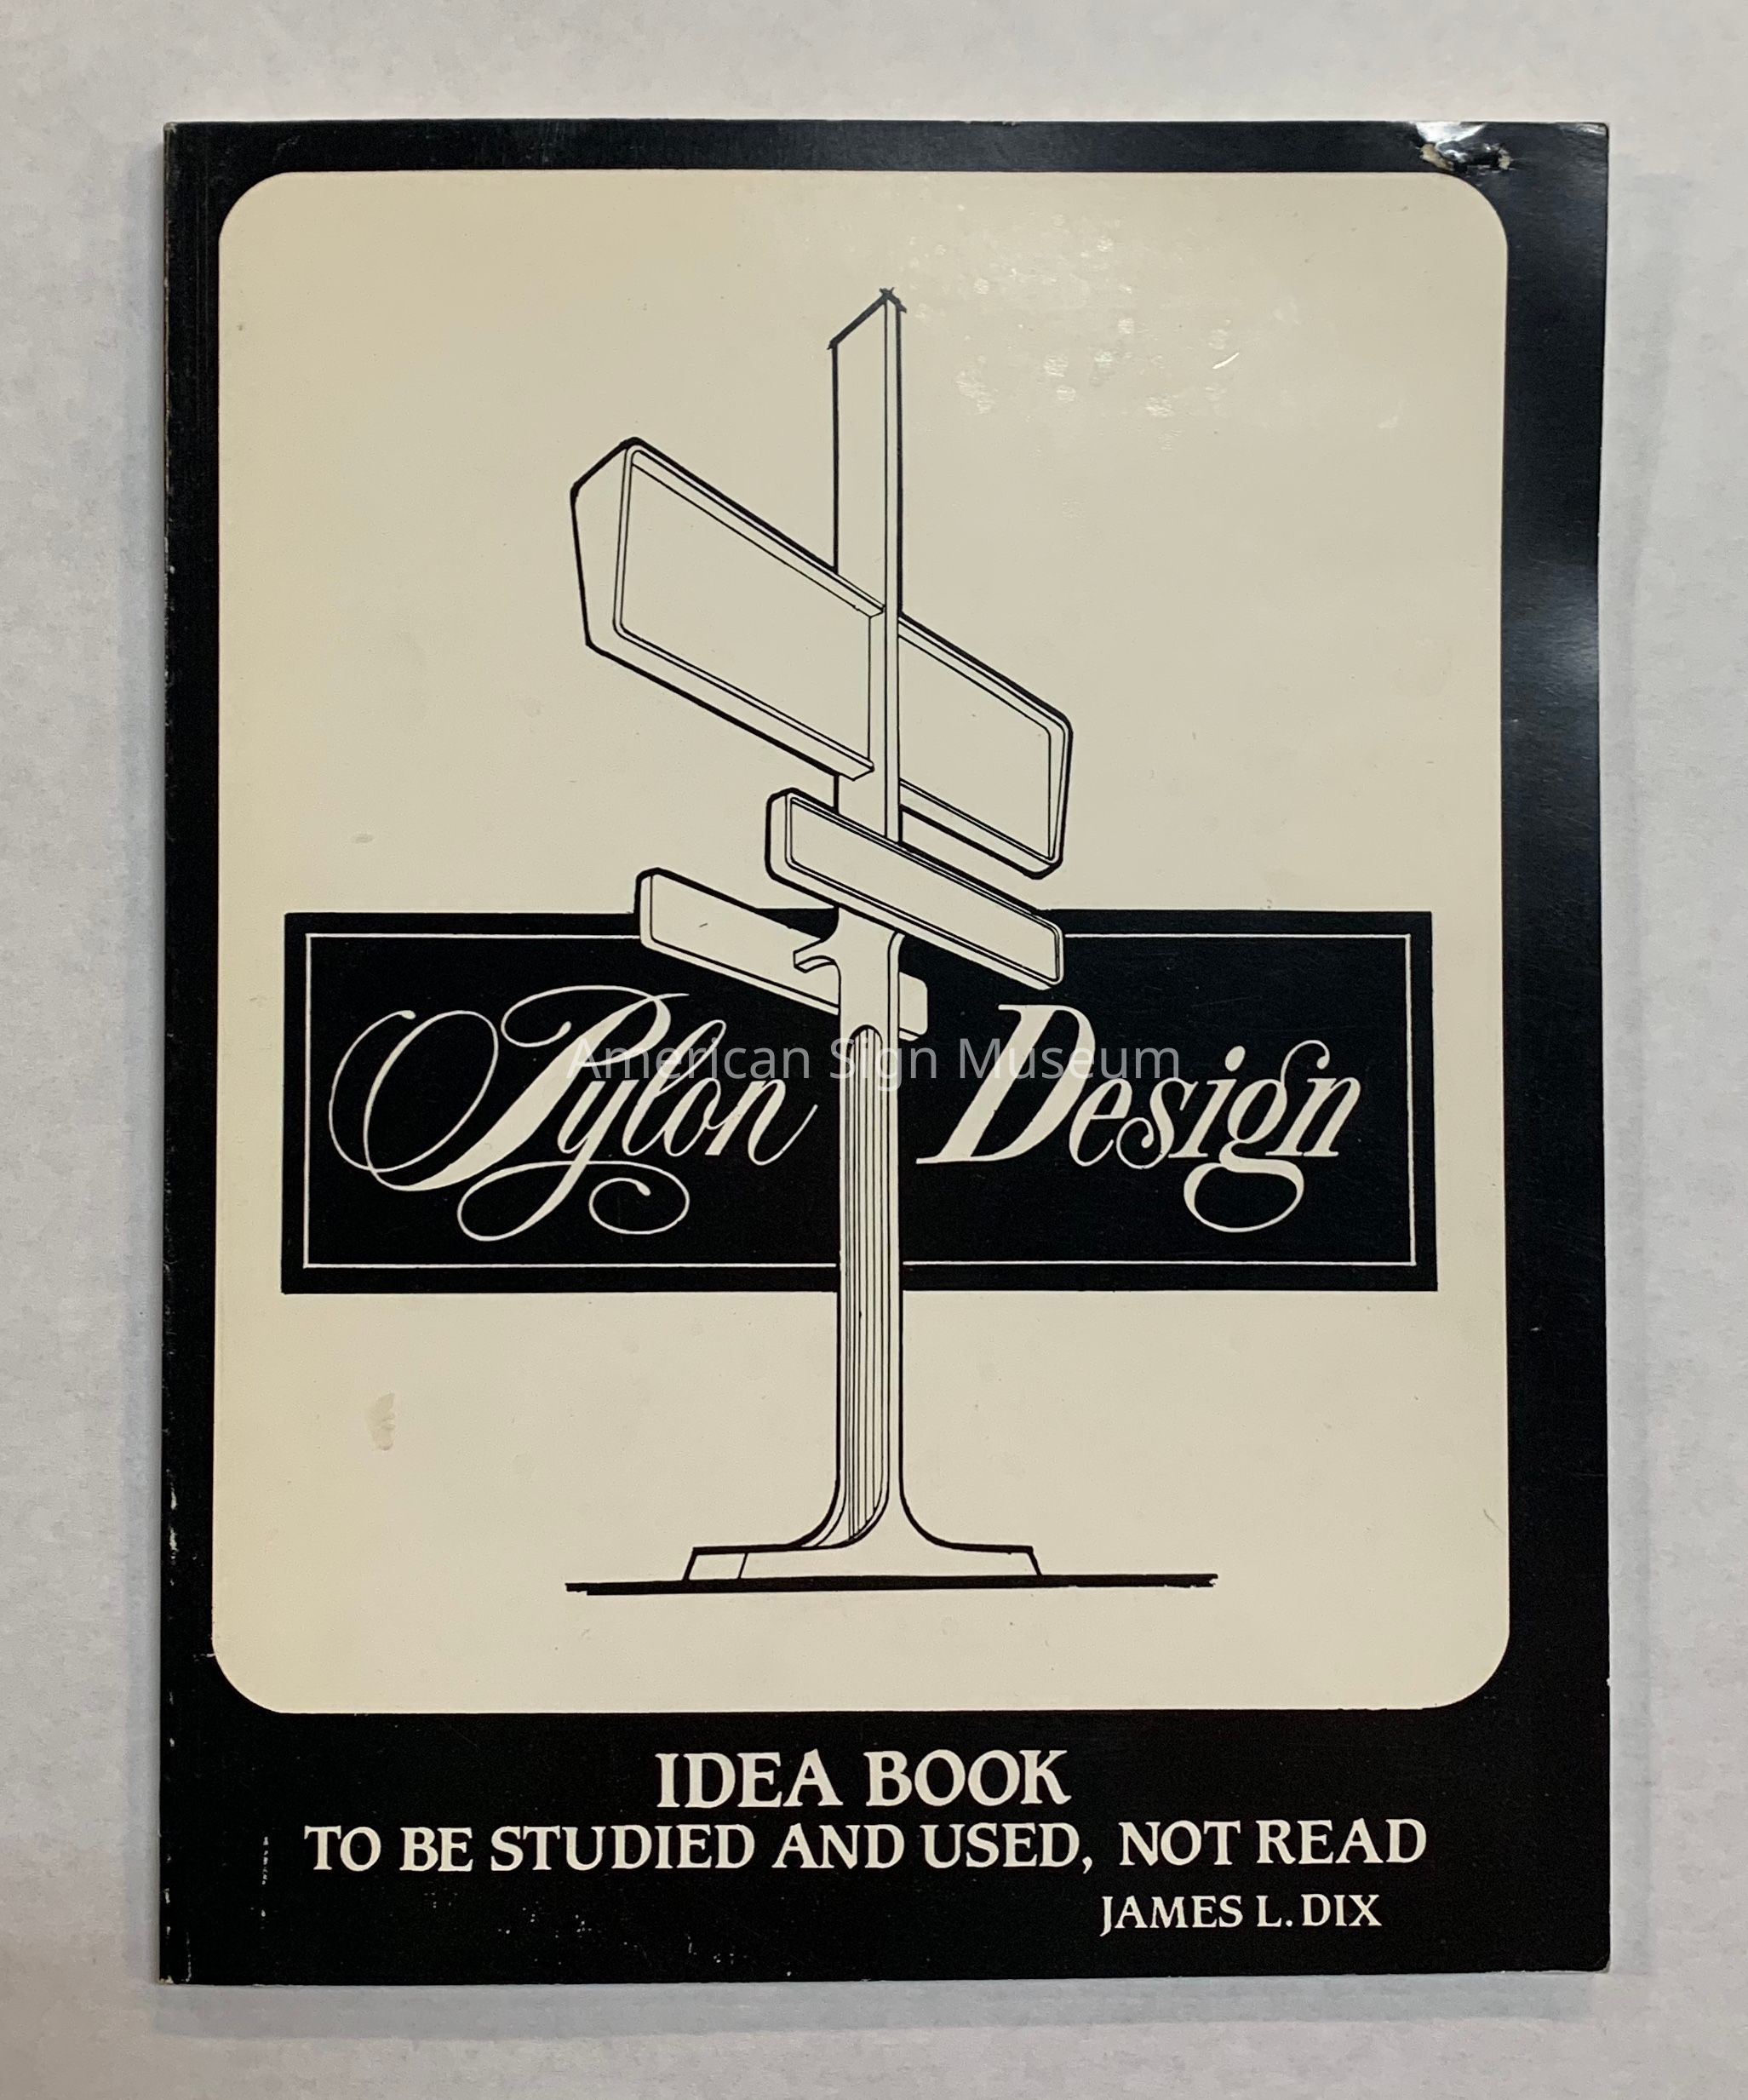 Pylon Design
American Sign Museum
IDEA BOOK
TO BE STUDIED AND USED, NOT READ
JAMES L. DIX